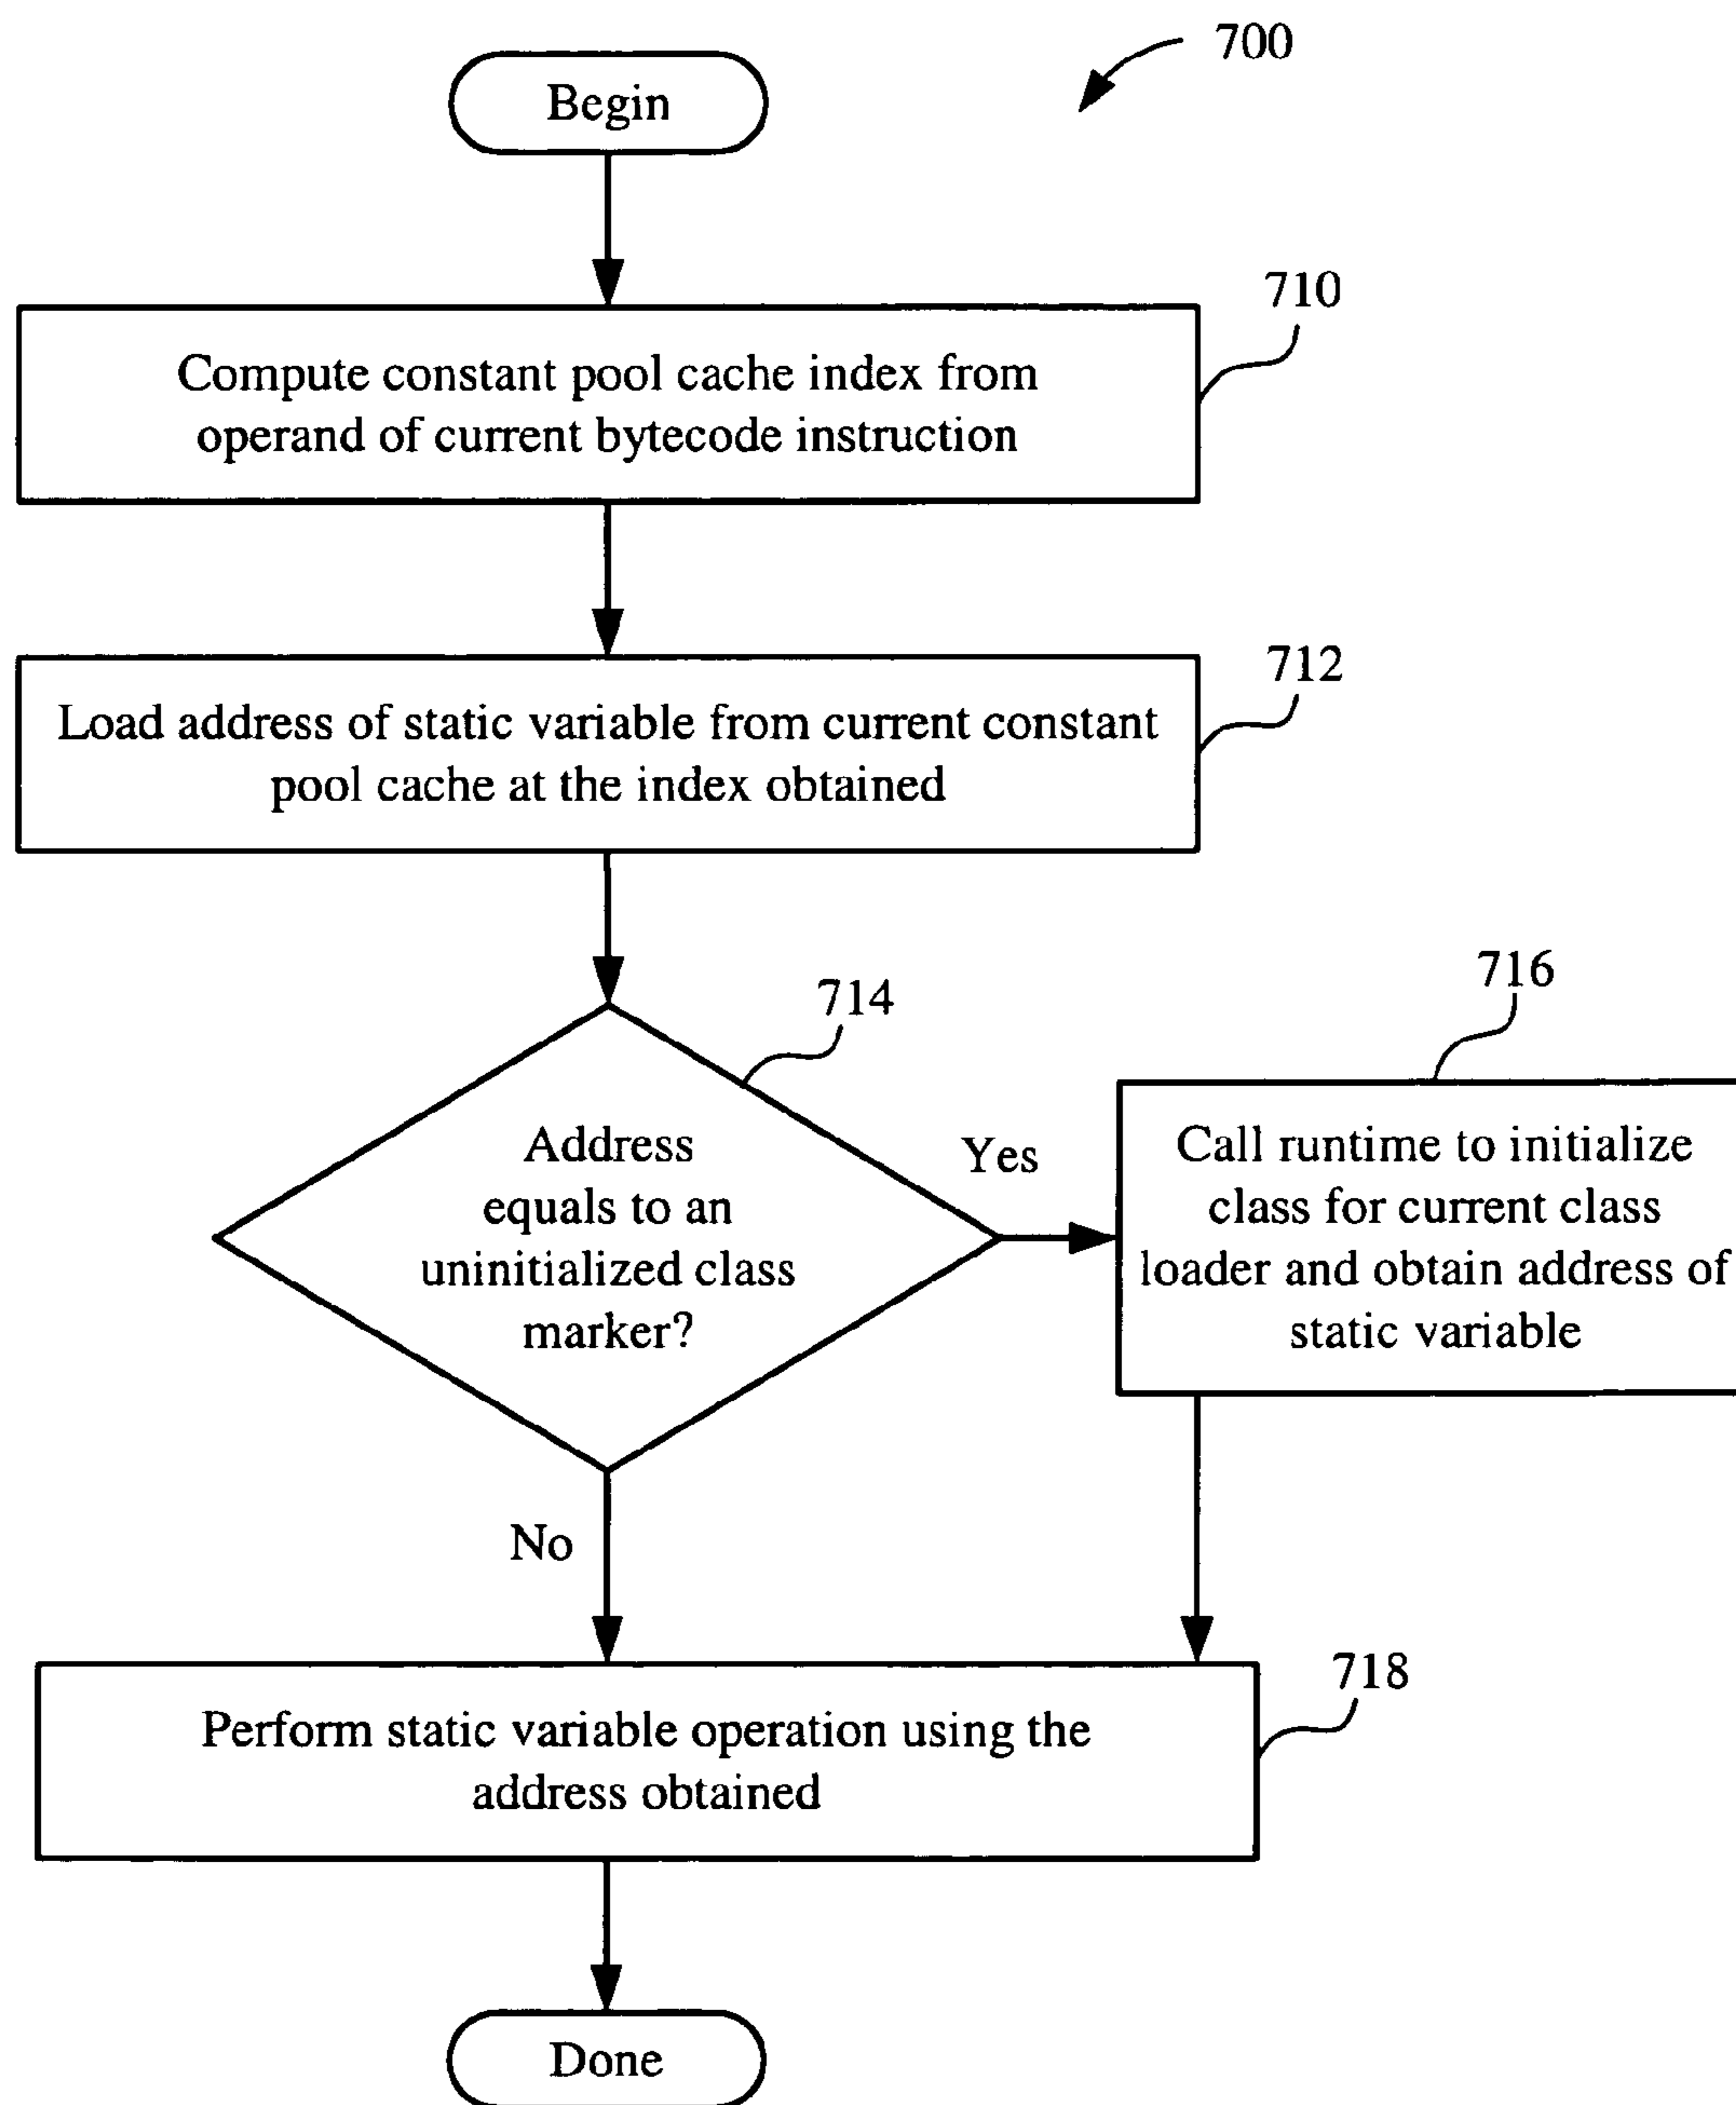 700
Begin
710
Compute constant pool cache index from
operand of current bytecode instruction
712
Load address of static variable from current constant
pool cache at the index obtained
714
Address
equals to an
uninitialized class
marker?
Yes
716
Call runtime to initialize
class for current class
loader and obtain address of
static variable
No
718
Perform static variable operation using the
address obtained
Done